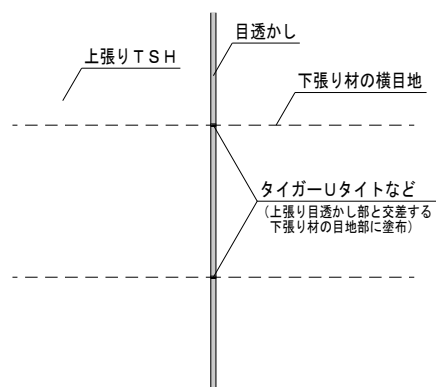 目透かし
上張りTSH
下張り材の横目地
タイガーUタイトなど
(上張り目透かし部と交差する
下張り材の目地部に塗布)